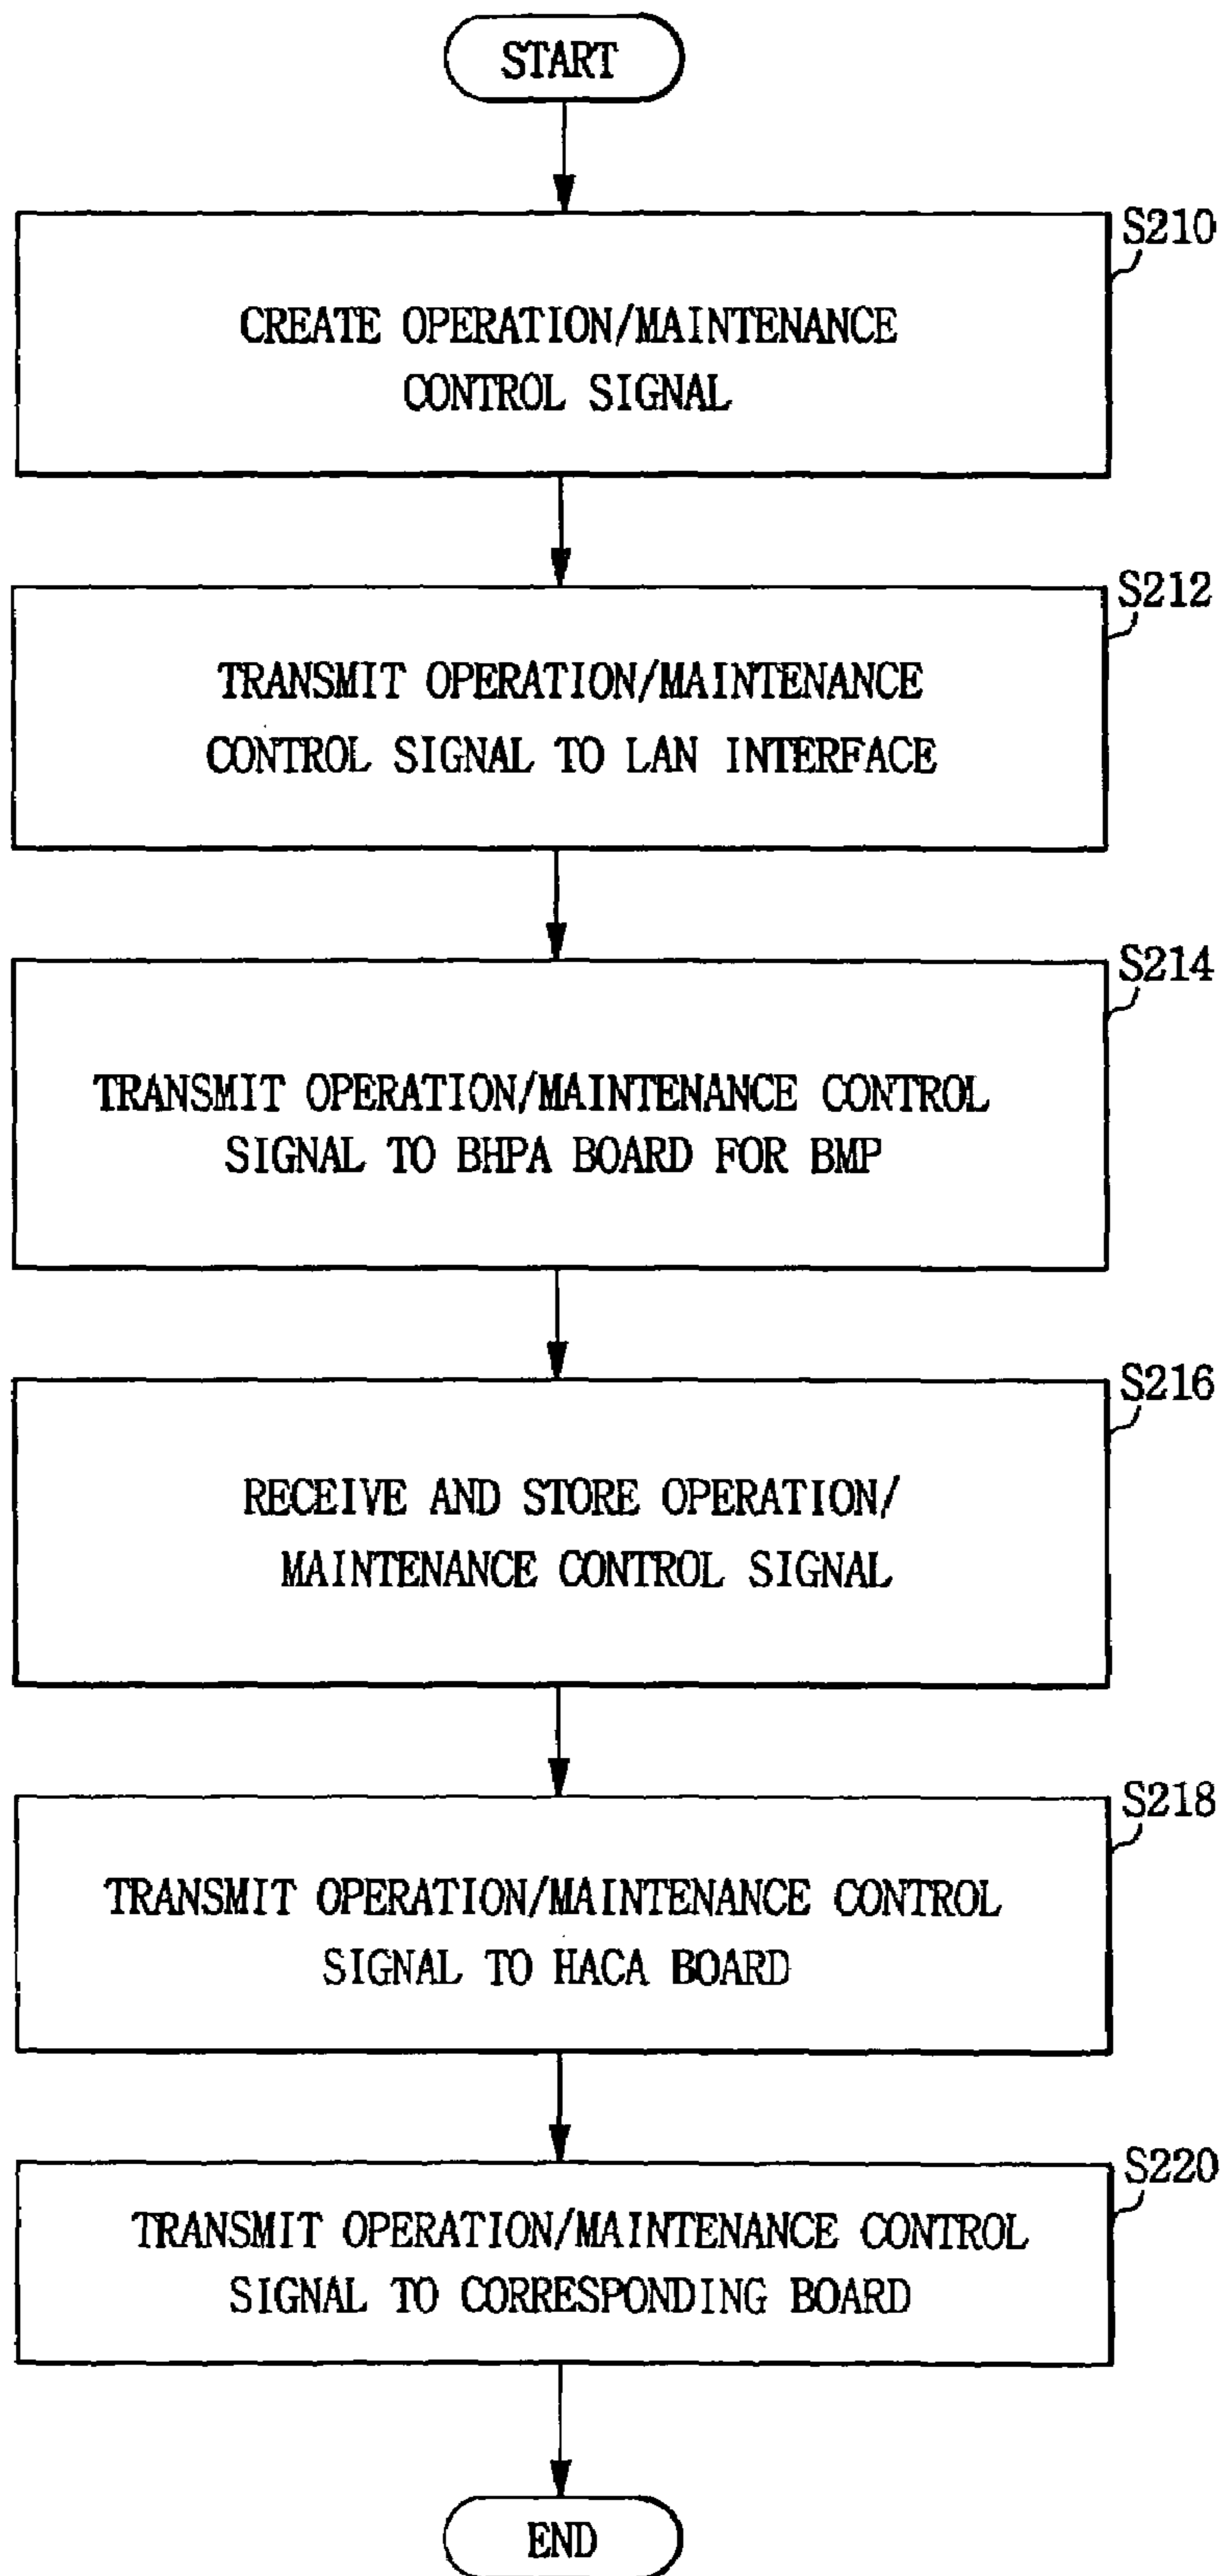 START
S210
CREATE OPERATION/MAINTENANCE
CONTROL SIGNAL
S212
TRANSMIT OPERATION/MAINTENANCE
CONTROL SIGNAL TO LAN INTERFACE
S214
TRANSMIT OPERATION/MAINTENANCE CONTROL
SIGNAL TO BHPA BOARD FOR BMP
S216
RECEIVE AND STORE OPERATION/
MAINTENANCE CONTROL SIGNAL
S218
TRANSMIT OPERATION/MAINTENANCE CONTROL
SIGNAL TO HACA BOARD
S220
TRANSMIT OPERATION/MAINTENANCE CONTROL
SIGNAL TO CORRESPONDING BOARD
END